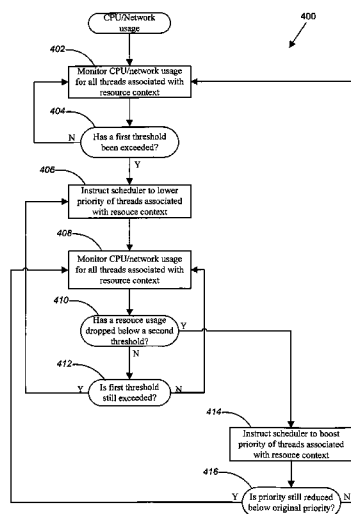 CPU/Network
usage
400
402
Monitor CPU/network usage
for all threads associated with
resource context
404
N
Has a first threshold
been exceeded?
Y
406
Instruct scheduler to lower
priority of threads associated
with resouce context
408
Monitor CPU/network usage
for all threads associated with
resource context
410
Has a resouce usage
dropped below a second
threshold?
Y
N
412
Y
Is first threshold
still exceeded?
N
414
Instruct scheduler to boost
priority of threads associated
with resource context
416
Y
Is priority still reduced
below original priority?
N